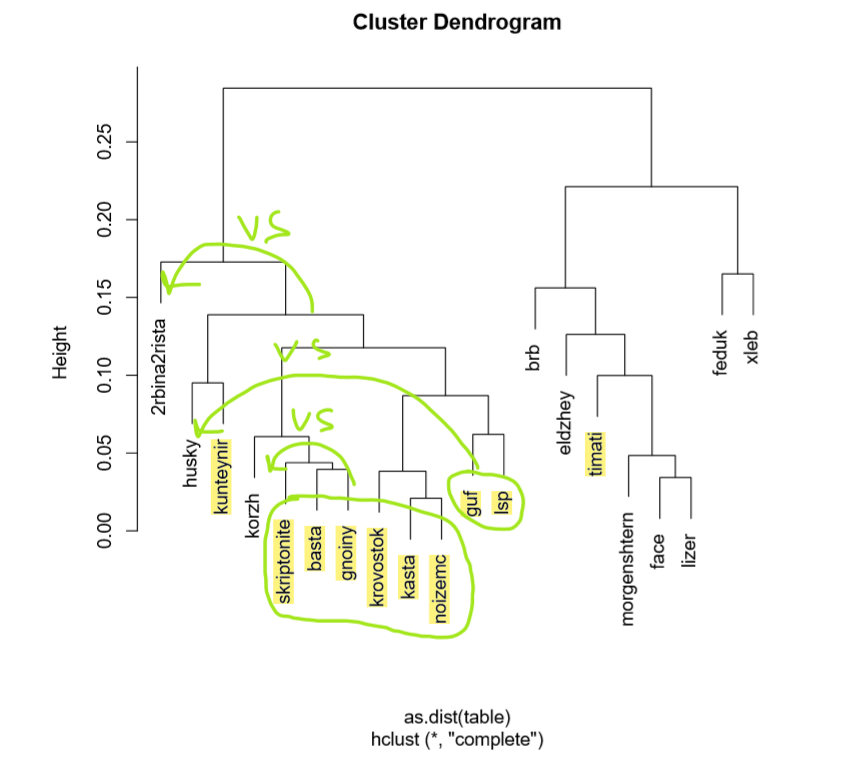 Cluster Dendrogram
Height
0.00
0.05
0.10
0.15
0.20
0.25
vs
vs
vs
2rbina2rista
husky
kunteynir
korzh
skriptonite
basta
gnoiny
krovostok
kasta
noizemc
guf
lsp
brb
eldzhey
timati
morgenshtern
face
lizer
feduk
xleb
as.dist(table)
hclust (*, "complete")